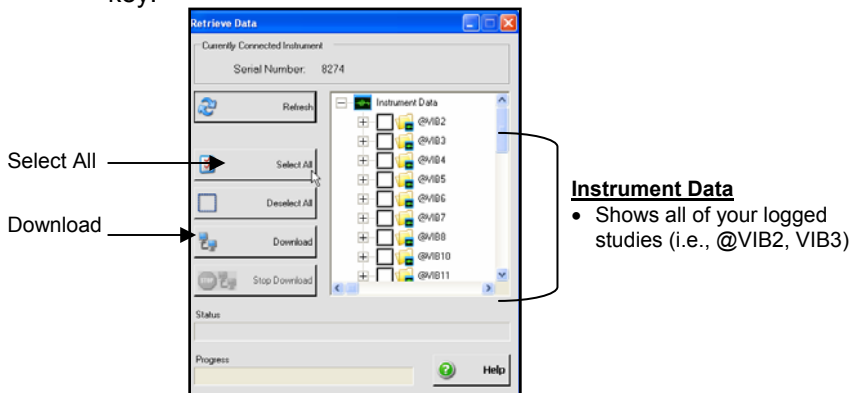 key.
Retrieve Data
Currently Connected Instrument
Serial Number: 8274
Refresh
Select All
Deselect All
Download
Stop Download
Instrument Data
@VIB2
@VIB3
@VIB4
@VIB5
@VIB6
@VIB7
@VIB8
@VIB10
@VIB11
Status
Progress
Help
Select All
Download
Instrument Data
• Shows all of your logged
studies (i.e., @VIB2, VIB3)